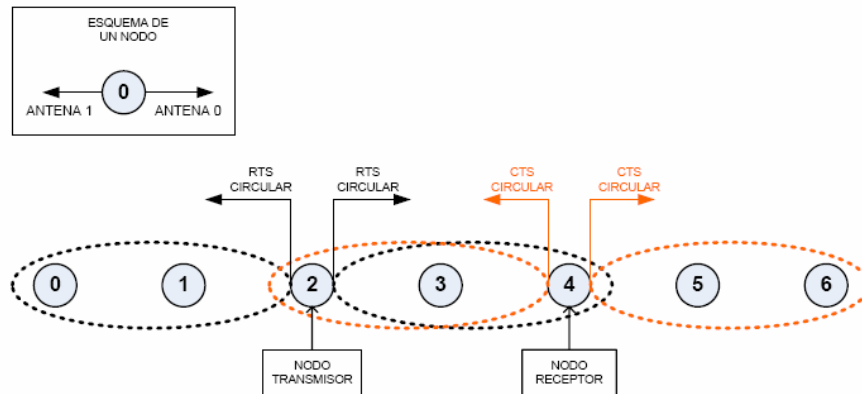 ESQUEMA DE
UN NODO
0
ANTENA 1
ANTENA 0
RTS
CIRCULAR
RTS
CIRCULAR
CTS
CIRCULAR
CTS
CIRCULAR
0
1
2
3
4
5
6
NODO
TRANSMISOR
NODO
RECEPTOR